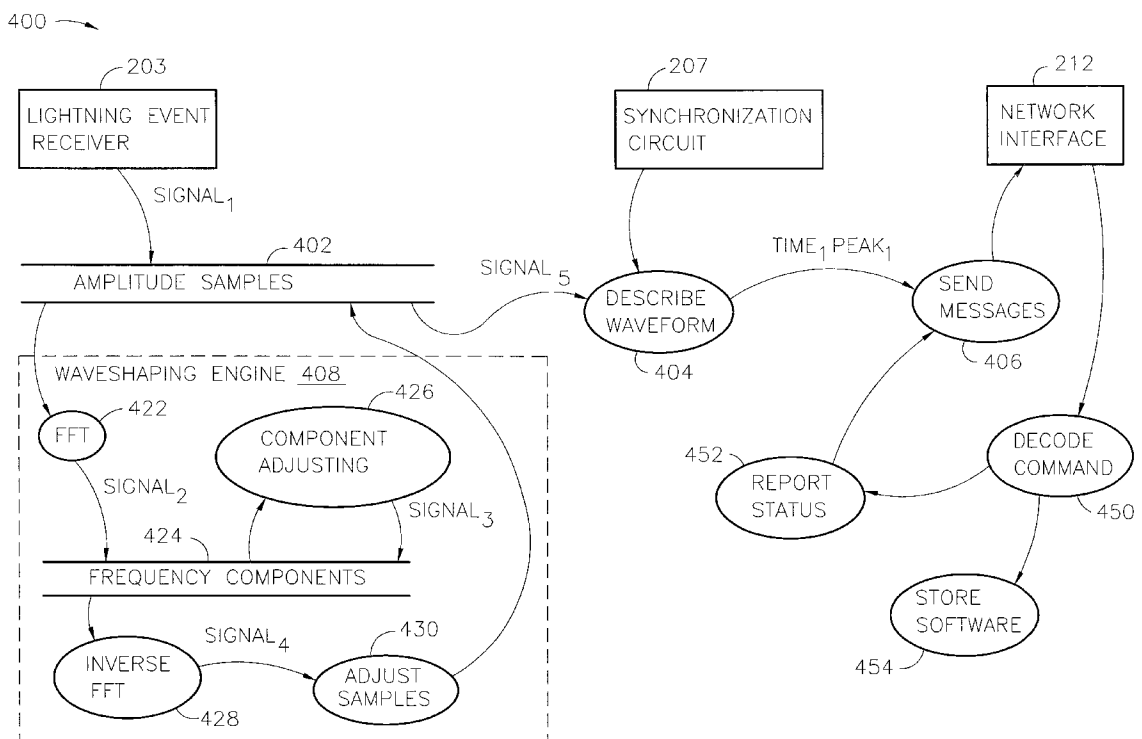 400
203
LIGHTNING EVENT
RECEIVER
207
SYNCHRONIZATION
CIRCUIT
212
NETWORK
INTERFACE
SIGNAL1
402
AMPLITUDE SAMPLES
SIGNAL5
DESCRIBE
WAVEFORM
404
TIME1 PEAK1
SEND
MESSAGES
406
WAVESHAPING ENGINE 408
422
FFT
426
COMPONENT
ADJUSTING
SIGNAL2
SIGNAL3
424
FREQUENCY COMPONENTS
INVERSE
FFT
428
SIGNAL4
430
ADJUST
SAMPLES
452
REPORT
STATUS
DECODE
COMMAND
450
STORE
SOFTWARE
454